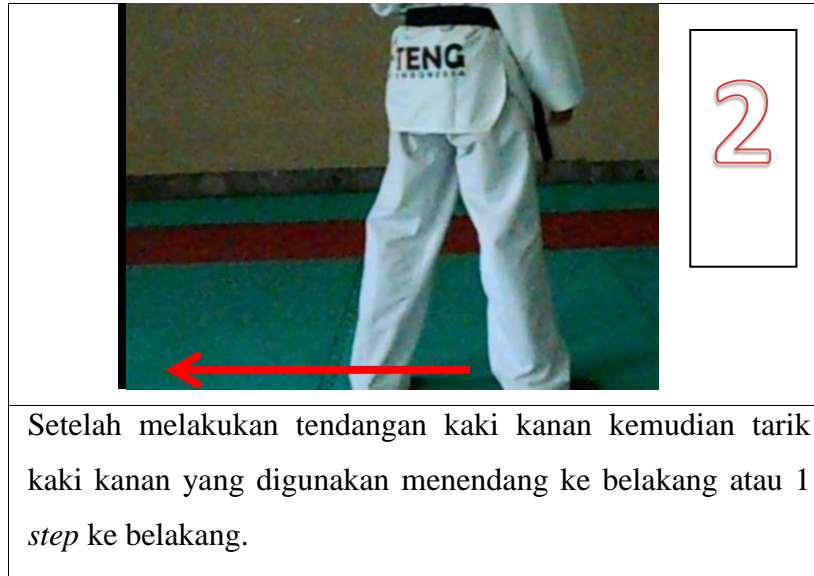 TENG
INDONESIA
2
Setelah melakukan tendangan kaki kanan kemudian tarik
kaki kanan yang digunakan menendang ke belakang atau 1
step ke belakang.